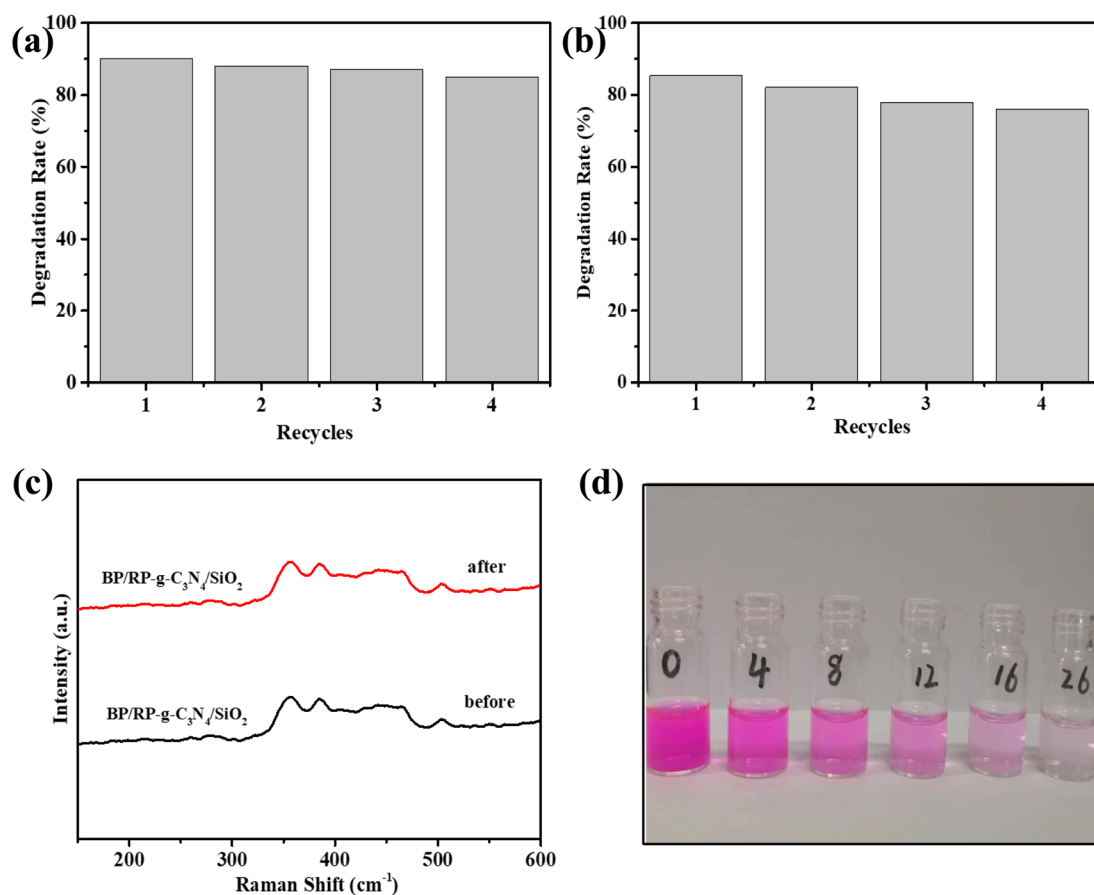 (a)
100
80
60
40
20
0
Degradation Rate (%)
1 2 3 4
Recycles
(b)
100
80
60
40
20
0
Degradation Rate (%)
1 2 3 4
Recycles
(c)
BP/RP-g-C₃N₄/SiO₂ after
BP/RP-g-C₃N₄/SiO₂ before
Intensity (a.u.)
200 300 400 500 600
Raman Shift (cm⁻¹)
(d)
0 4 8 12 16 26